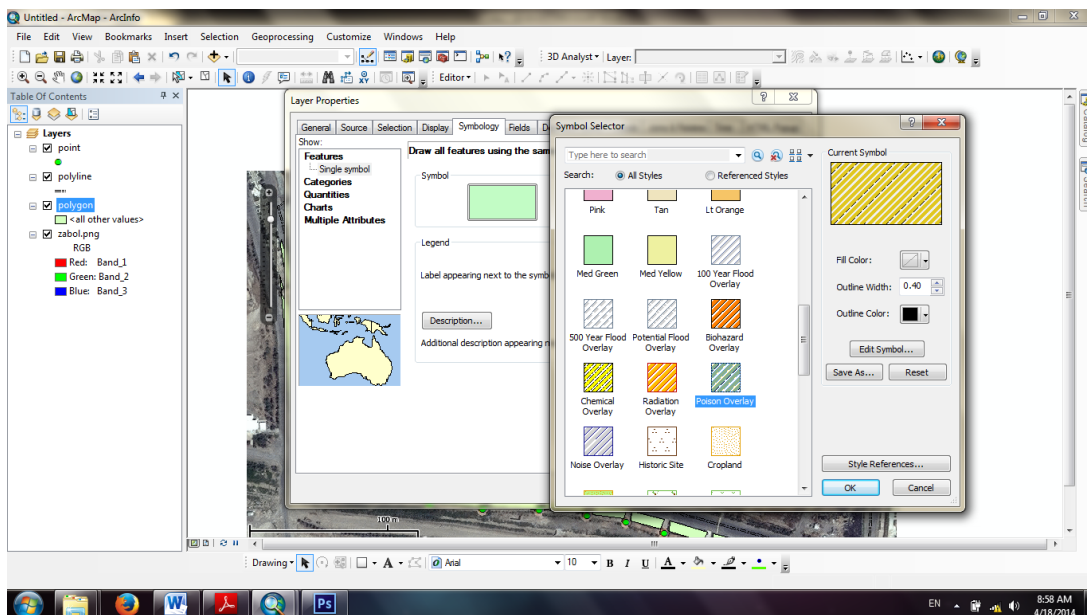 Untitled - ArcMap - ArcInfo
File Edit View Bookmarks Insert Selection Geoprocessing Customize Windows Help
3D Analyst Layer:
Editor
Table Of Contents
Layers
point
polyline
polygon
<all other values>
zabol.png
RGB
Red: Band_1
Green: Band_2
Blue: Band_3
Layer Properties
General Source Selection Display Symbology Fields
Show:
Features
Single symbol
Categories
Quantities
Charts
Multiple Attributes
Draw all features using the sam
Symbol
Legend
Label appearing next to the symb
Description...
Additional description appearing n
Symbol Selector
Type here to search
Search: All Styles Referenced Styles
Pink Tan Lt Orange
Med Green Med Yellow 100 Year Flood Overlay
500 Year Flood Overlay Potential Flood Overlay Biohazard Overlay
Chemical Overlay Radiation Overlay Poison Overlay
Noise Overlay Historic Site Cropland
Current Symbol
Fill Color:
Outline Width: 0.40
Outline Color:
Edit Symbol...
Save As... Reset
Style References...
OK Cancel
100 m
Drawing A Arial 10 B I U A
W Ps
EN 8:58 AM
4/18/2014